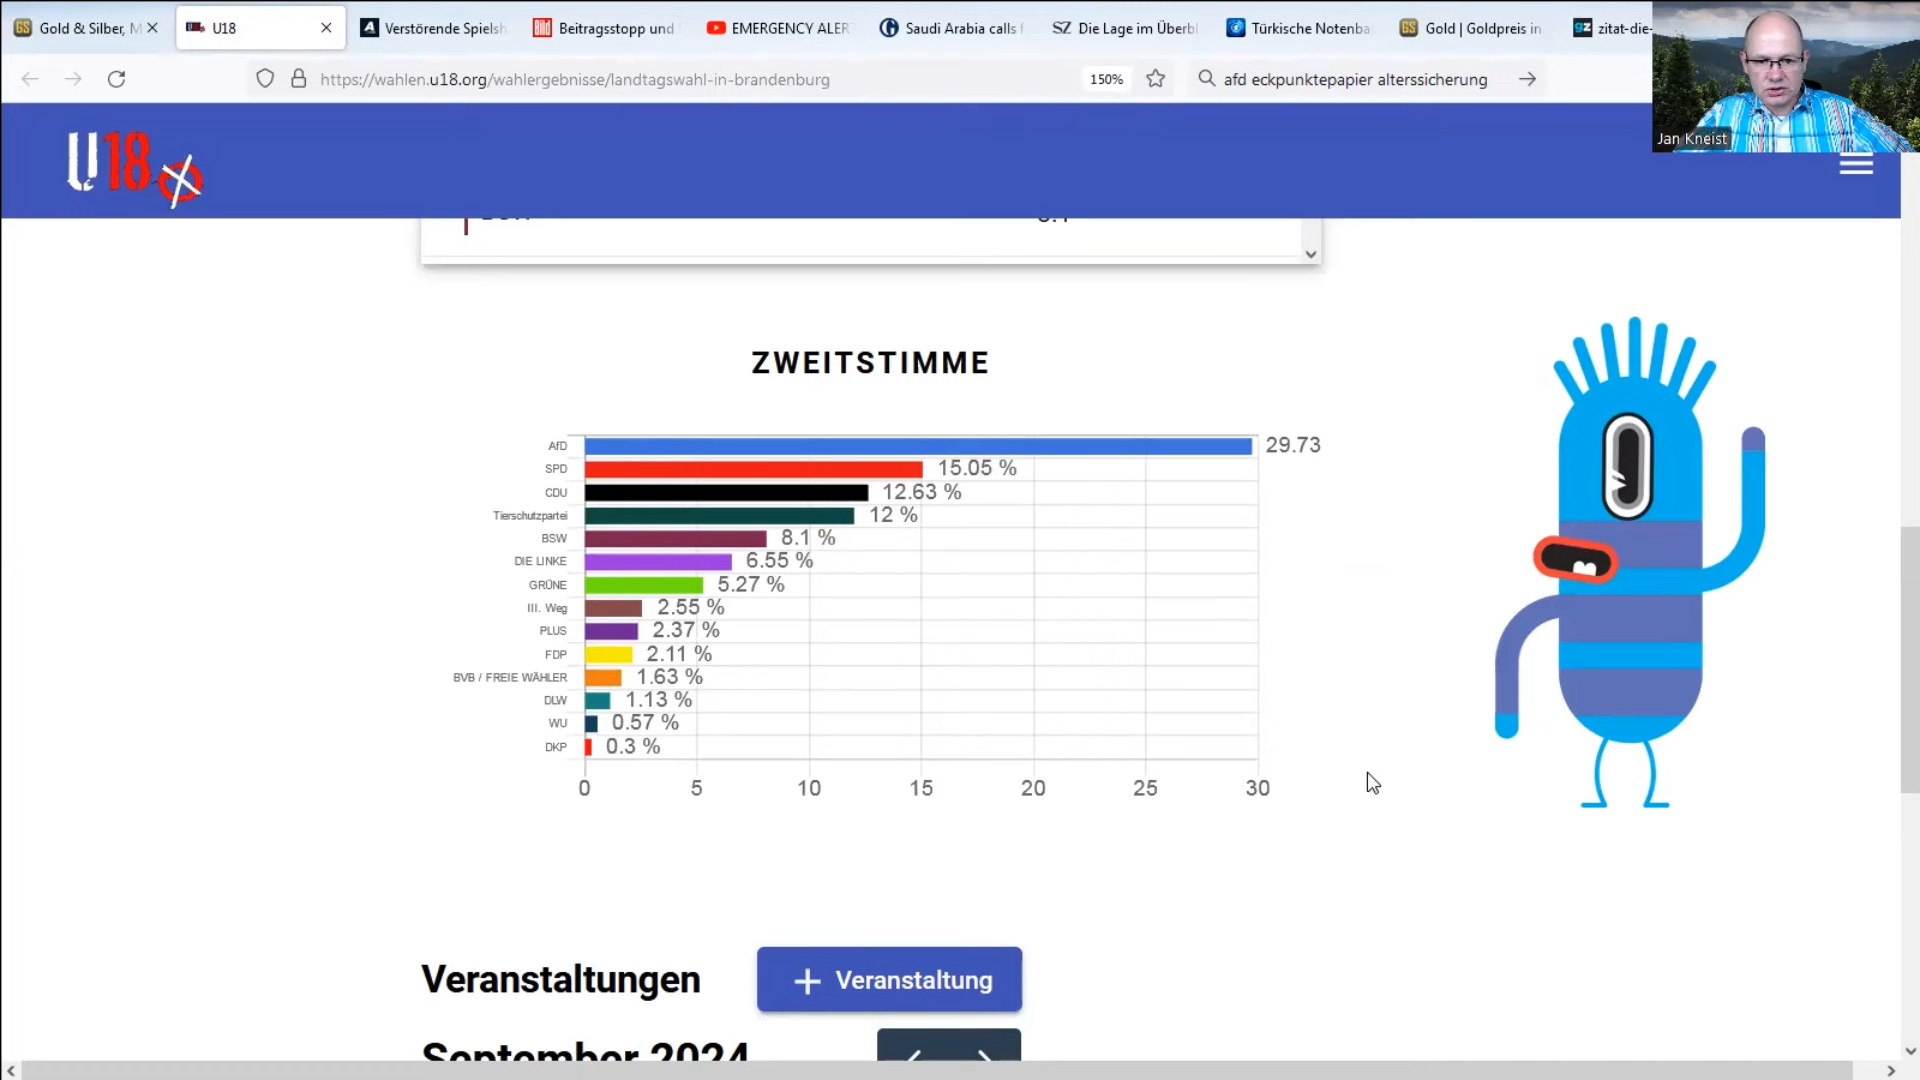 Gold & Silber, M
U18
Verstörende Spielsh
Beitragsstopp und
EMERGENCY ALER
Saudi Arabia calls f
SZ Die Lage im Überbl
Türkische Notenba
Gold | Goldpreis in
zitat-die-
https://wahlen.u18.org/wahlergebnisse/landtagswahl-in-brandenburg
150%
afd eckpunktepapier alterssicherung
Jan Kneist
U18
ZWEITSTIMME
AfD 29.73
SPD 15.05 %
CDU 12.63 %
Tierschutzpartei 12 %
BSW 8.1 %
DIE LINKE 6.55 %
GRÜNE 5.27 %
III. Weg 2.55 %
PLUS 2.37 %
FDP 2.11 %
BVB / FREIE WÄHLER 1.63 %
DLW 1.13 %
WU 0.57 %
DKP 0.3 %
0 5 10 15 20 25 30
Veranstaltungen
+ Veranstaltung
September 2024